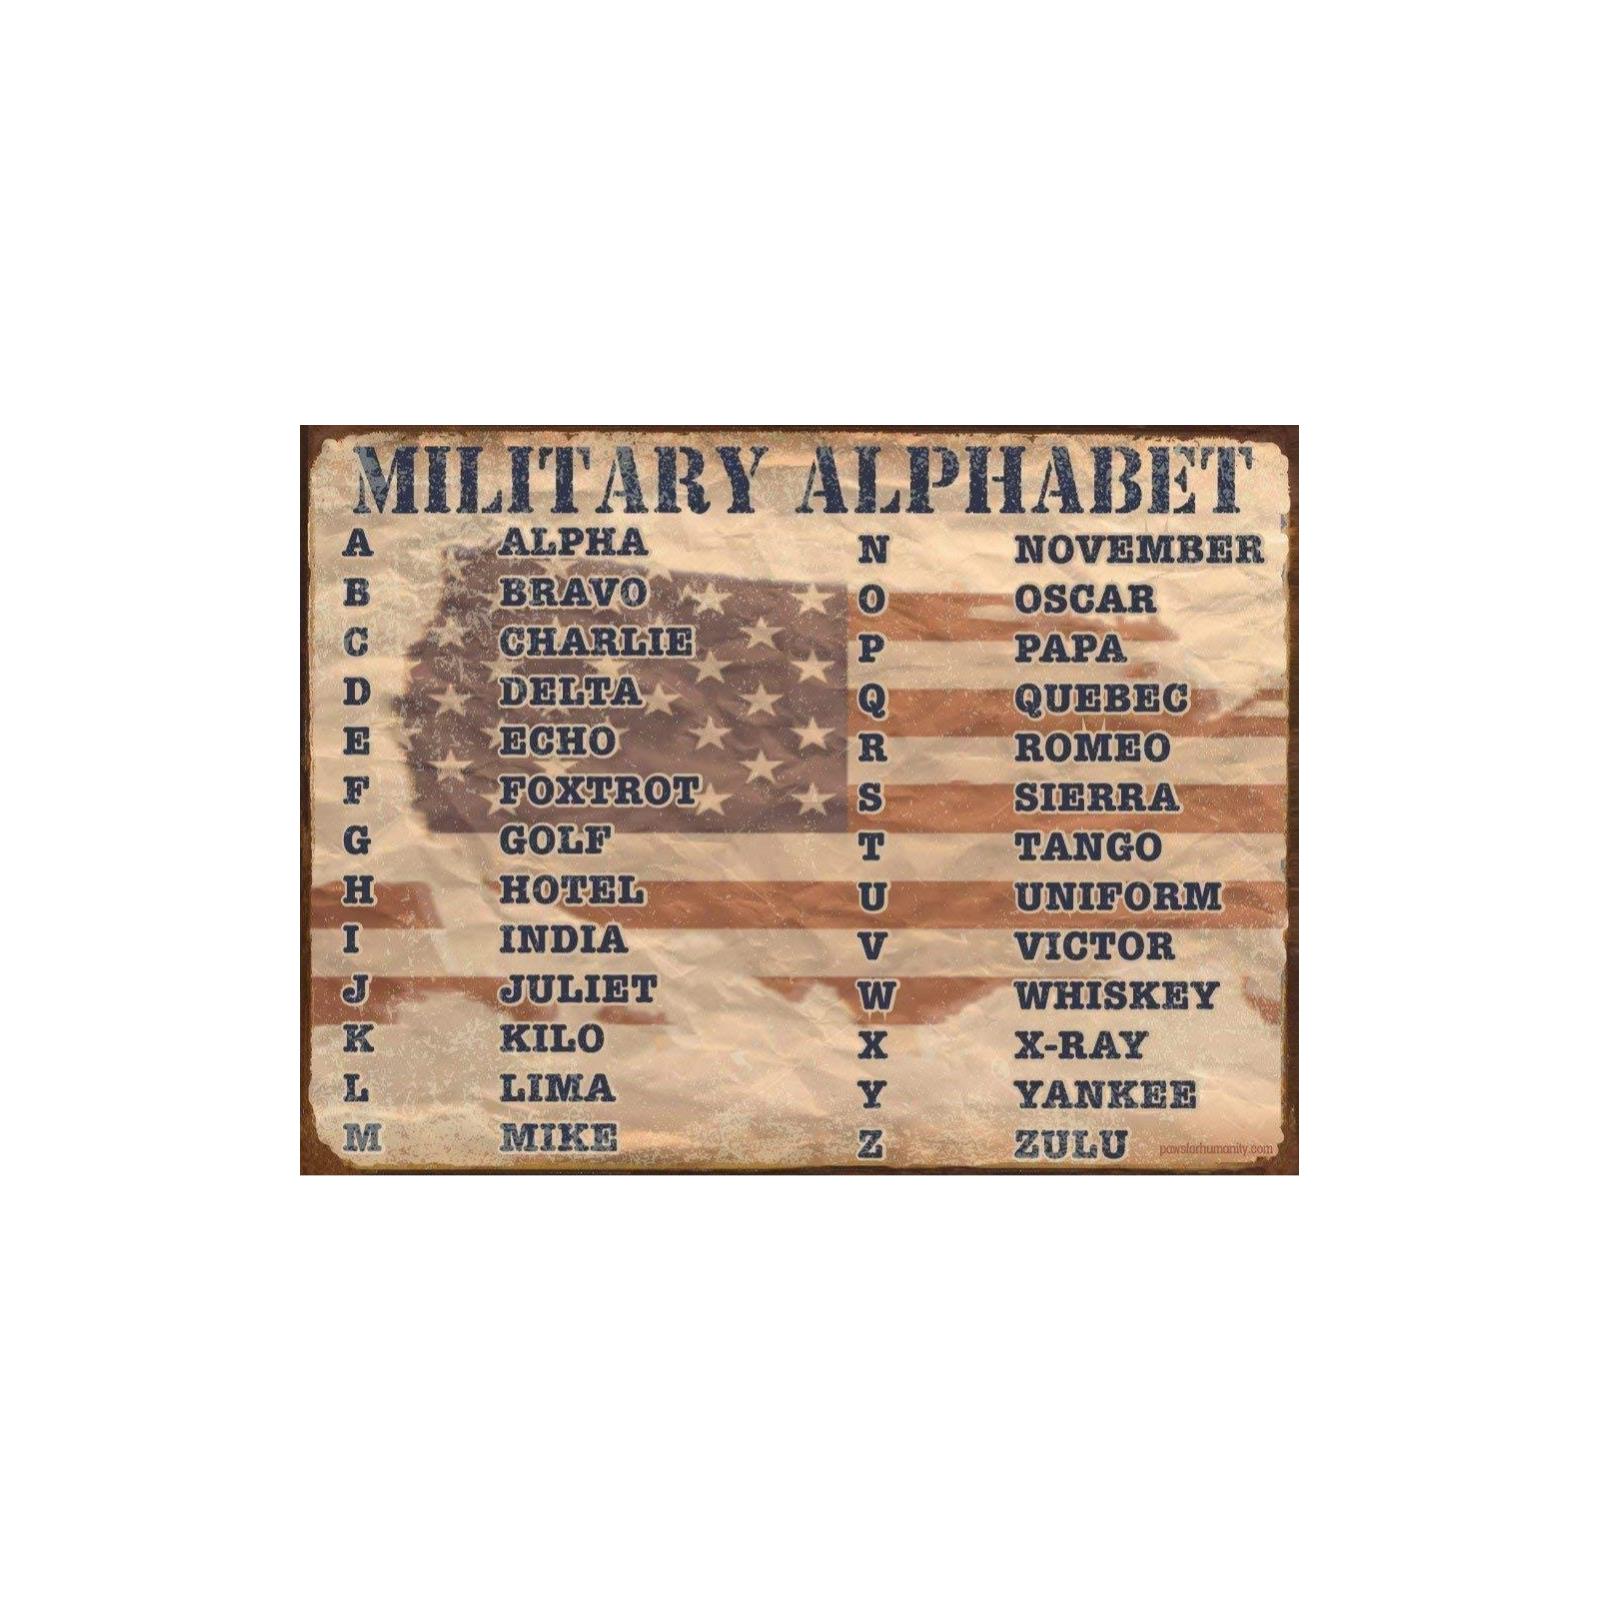 MILITARY ALPHABET
A ALPHA
B BRAVO
C CHARLIE
D DELTA
E ECHO
F FOXTROT
G GOLF
H HOTEL
I INDIA
J JULIET
K KILO
L LIMA
M MIKE
N NOVEMBER
O OSCAR
P PAPA
Q QUEBEC
R ROMEO
S SIERRA
T TANGO
U UNIFORM
V VICTOR
W WHISKEY
X X-RAY
Y YANKEE
Z ZULU
pawsforhumanity.com